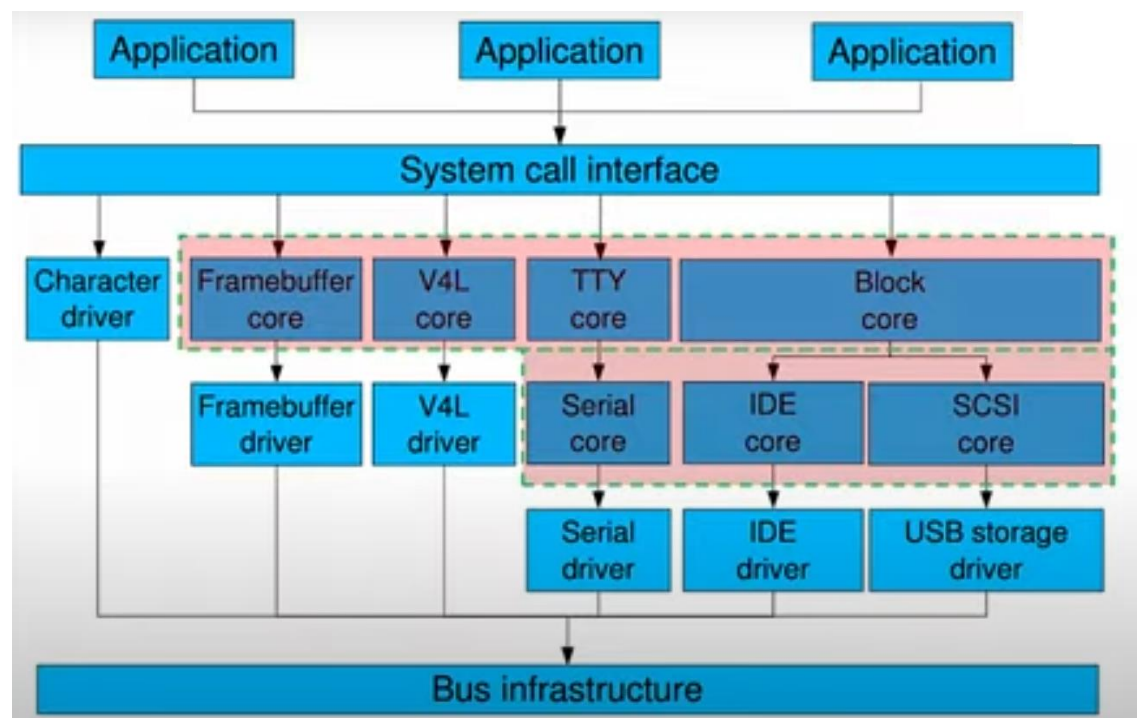 Application
Application
Application
System call interface
Character
driver
Framebuffer
core
V4L
core
TTY
core
Block
core
Framebuffer
driver
V4L
driver
Serial
core
IDE
core
SCSI
core
Serial
driver
IDE
driver
USB storage
driver
Bus infrastructure